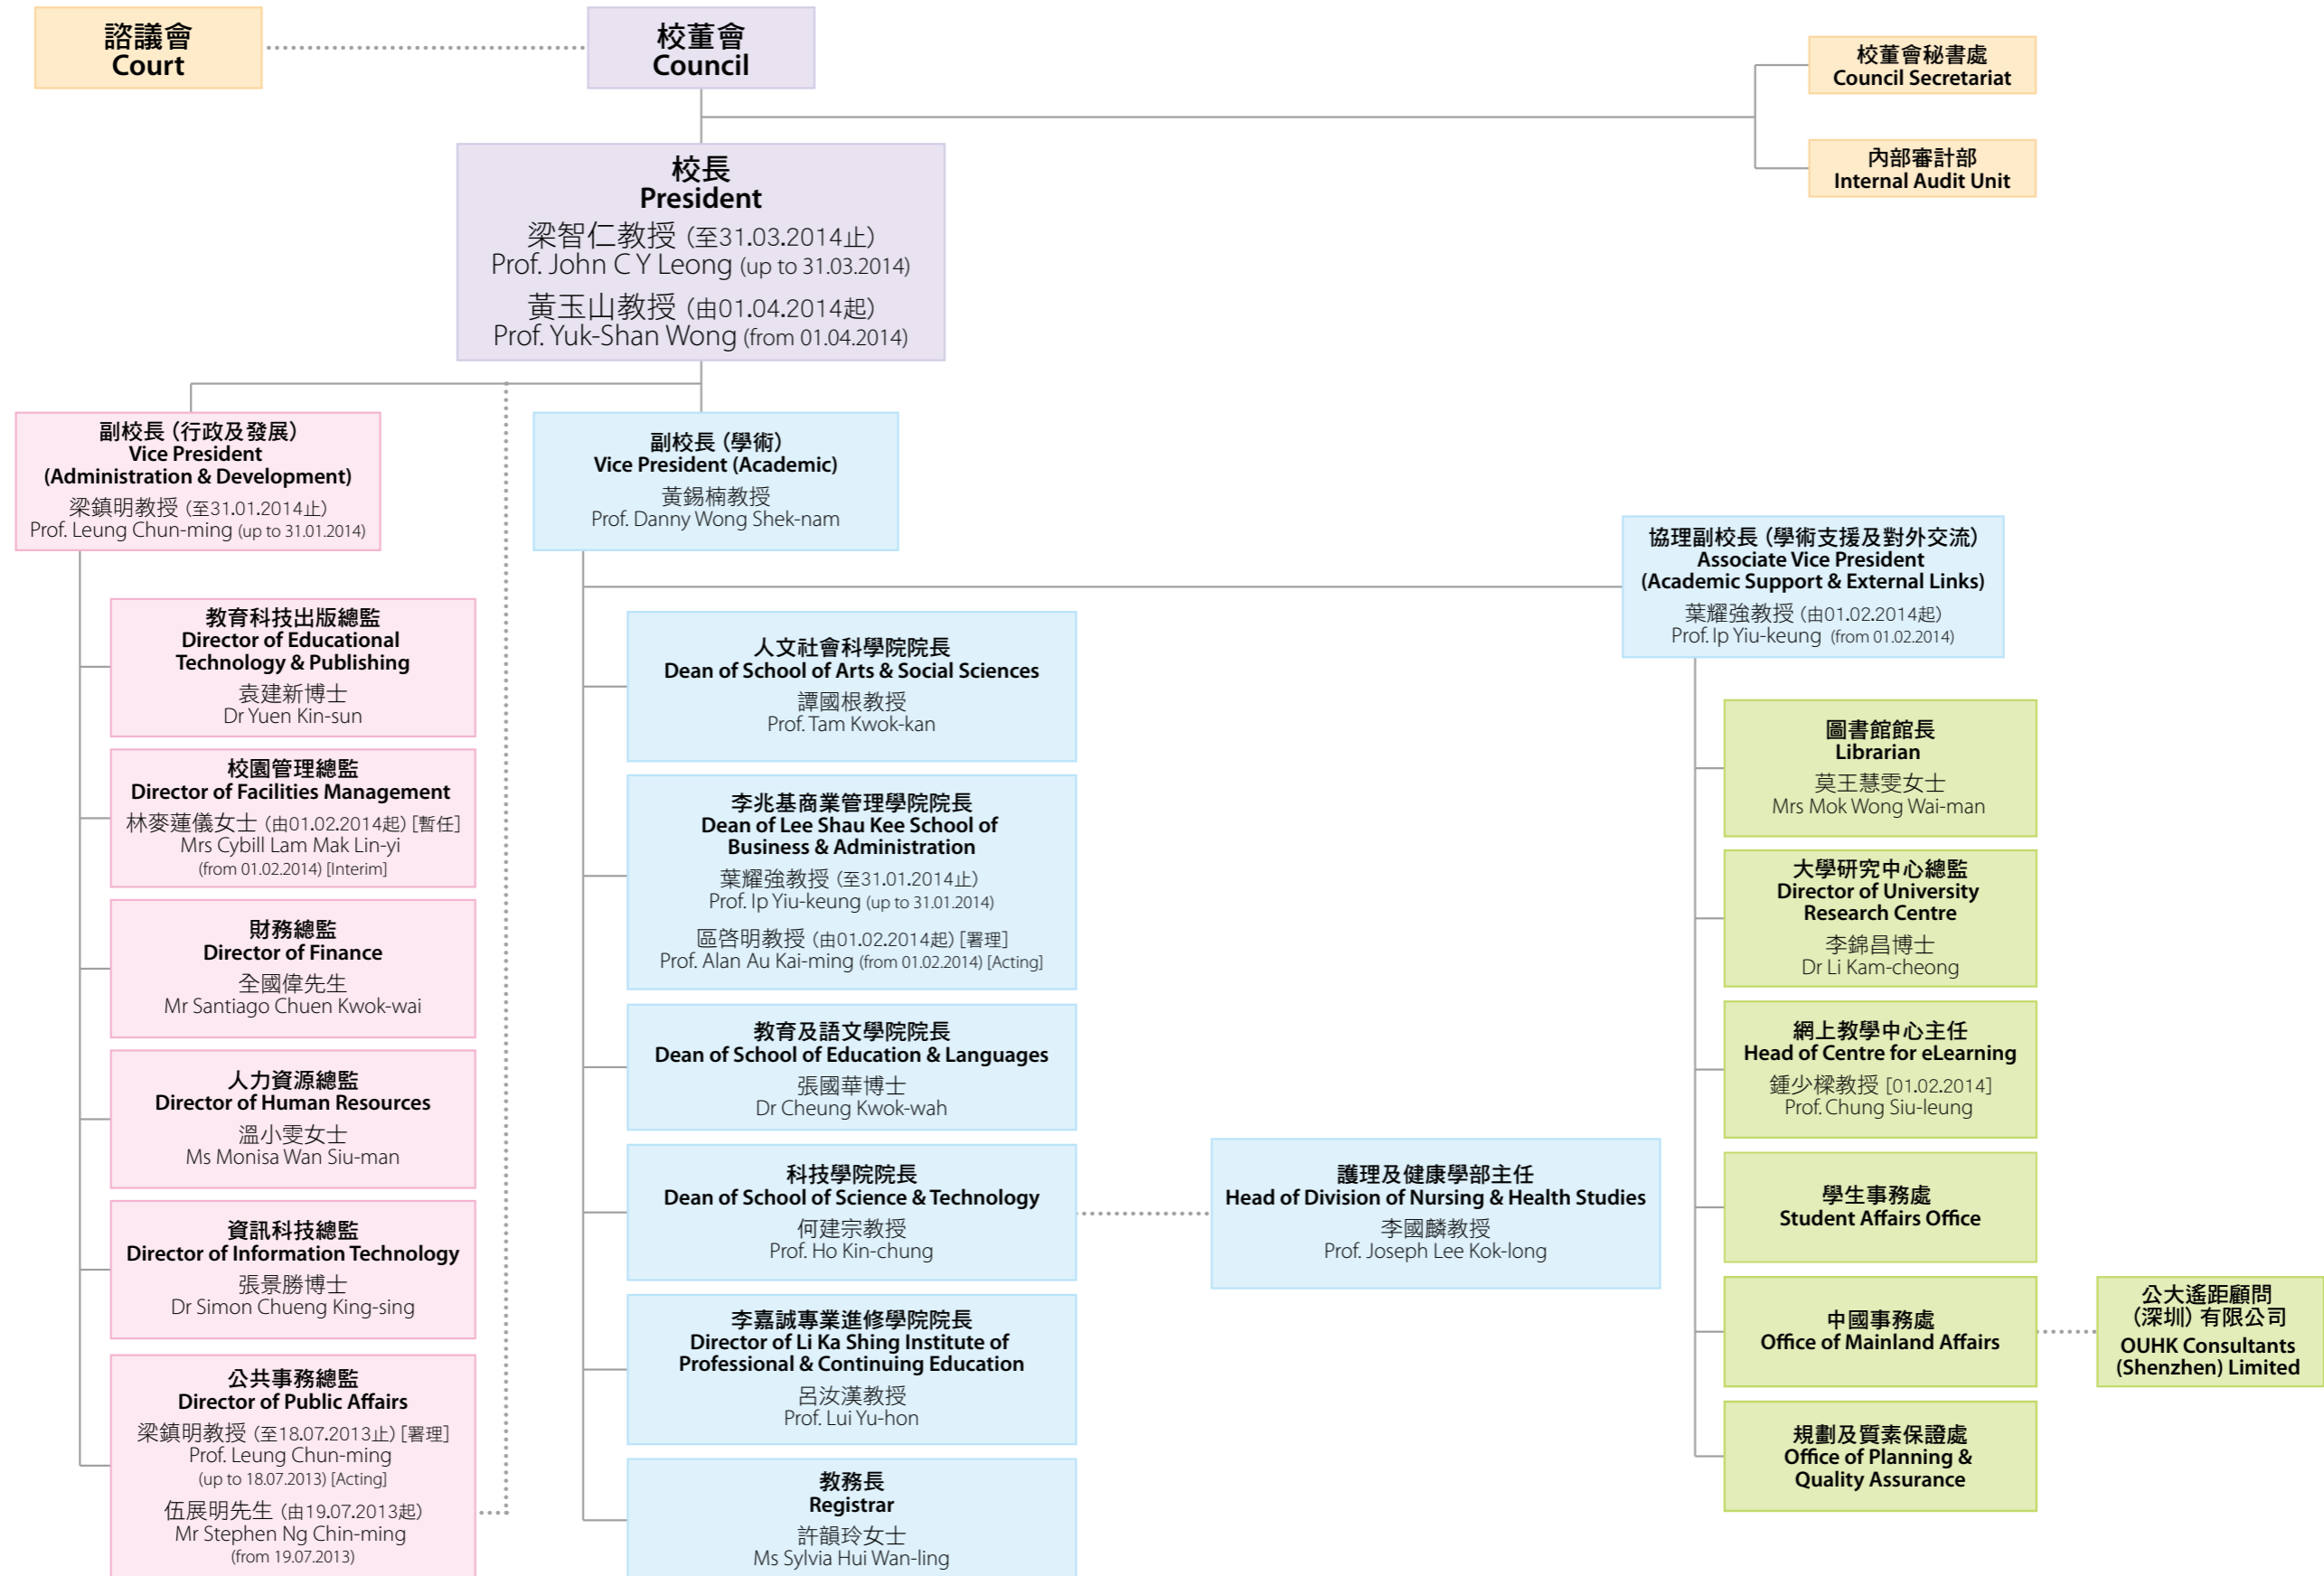 諮議會
Court
校董會
Council
校董會秘書處
Council Secretariat
內部審計部
Internal Audit Unit
校長
President
梁智仁教授 (至31.03.2014止)
Prof. John C Y Leong (up to 31.03.2014)
黃玉山教授 (由01.04.2014起)
Prof. Yuk-Shan Wong (from 01.04.2014)
副校長 (行政及發展)
Vice President
(Administration & Development)
梁鎮明教授 (至31.01.2014止)
Prof. Leung Chun-ming (up to 31.01.2014)
教育科技出版總監
Director of Educational
Technology & Publishing
袁建新博士
Dr Yuen Kin-sun
校園管理總監
Director of Facilities Management
林麥蓮儀女士 (由01.02.2014起) [暫任]
Mrs Cybill Lam Mak Lin-yi
(from 01.02.2014) [Interim]
財務總監
Director of Finance
全國偉先生
Mr Santiago Chuen Kwok-wai
人力資源總監
Director of Human Resources
溫小雯女士
Ms Monisa Wan Siu-man
資訊科技總監
Director of Information Technology
張景勝博士
Dr Simon Chueng King-sing
公共事務總監
Director of Public Affairs
梁鎮明教授 (至18.07.2013止) [署理]
Prof. Leung Chun-ming
(up to 18.07.2013) [Acting]
伍展明先生 (由19.07.2013起)
Mr Stephen Ng Chin-ming
(from 19.07.2013)
副校長 (學術)
Vice President (Academic)
黃錫楠教授
Prof. Danny Wong Shek-nam
人文社會科學院院長
Dean of School of Arts & Social Sciences
譚國根教授
Prof. Tam Kwok-kan
李兆基商業管理學院院長
Dean of Lee Shau Kee School of
Business & Administration
葉耀強教授 (至31.01.2014止)
Prof. Ip Yiu-keung (up to 31.01.2014)
區啓明教授 (由01.02.2014起) [署理]
Prof. Alan Au Kai-ming (from 01.02.2014) [Acting]
教育及語文學院院長
Dean of School of Education & Languages
張國華博士
Dr Cheung Kwok-wah
科技學院院長
Dean of School of Science & Technology
何建宗教授
Prof. Ho Kin-chung
護理及健康學部主任
Head of Division of Nursing & Health Studies
李國麟教授
Prof. Joseph Lee Kok-long
李嘉誠專業進修學院院長
Director of Li Ka Shing Institute of
Professional & Continuing Education
呂汝漢教授
Prof. Lui Yu-hon
教務長
Registrar
許韻玲女士
Ms Sylvia Hui Wan-ling
協理副校長 (學術支援及對外交流)
Associate Vice President
(Academic Support & External Links)
葉耀強教授 (由01.02.2014起)
Prof. Ip Yiu-keung (from 01.02.2014)
圖書館館長
Librarian
莫王慧雯女士
Mrs Mok Wong Wai-man
大學研究中心總監
Director of University
Research Centre
李錦昌博士
Dr Li Kam-cheong
網上教學中心主任
Head of Centre for eLearning
鍾少樑教授 [01.02.2014]
Prof. Chung Siu-leung
學生事務處
Student Affairs Office
中國事務處
Office of Mainland Affairs
公大遙距顧問
(深圳) 有限公司
OUHK Consultants
(Shenzhen) Limited
規劃及質素保證處
Office of Planning &
Quality Assurance